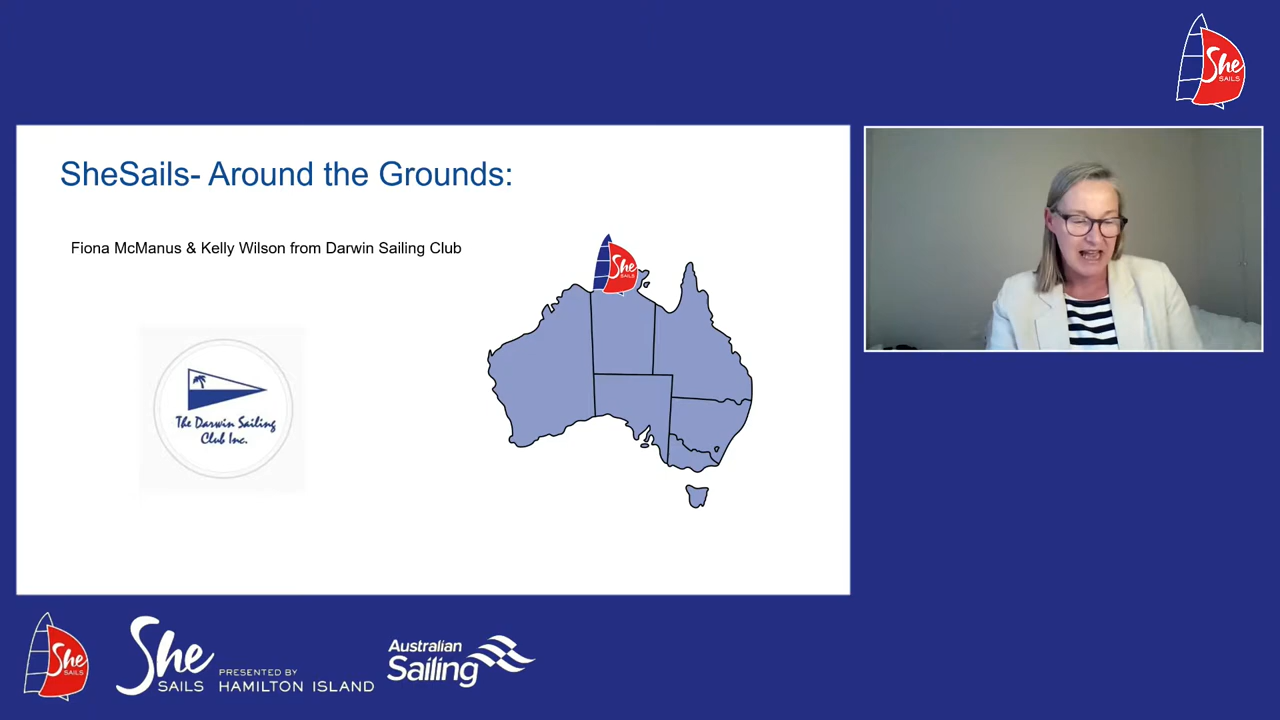 She
SAILS
SheSails- Around the Grounds:
Fiona McManus & Kelly Wilson from Darwin Sailing Club
She
SAILS
The Darwin Sailing
Club Inc.
She
SAILS
She
SAILS
PRESENTED BY
HAMILTON ISLAND
Australian
Sailing